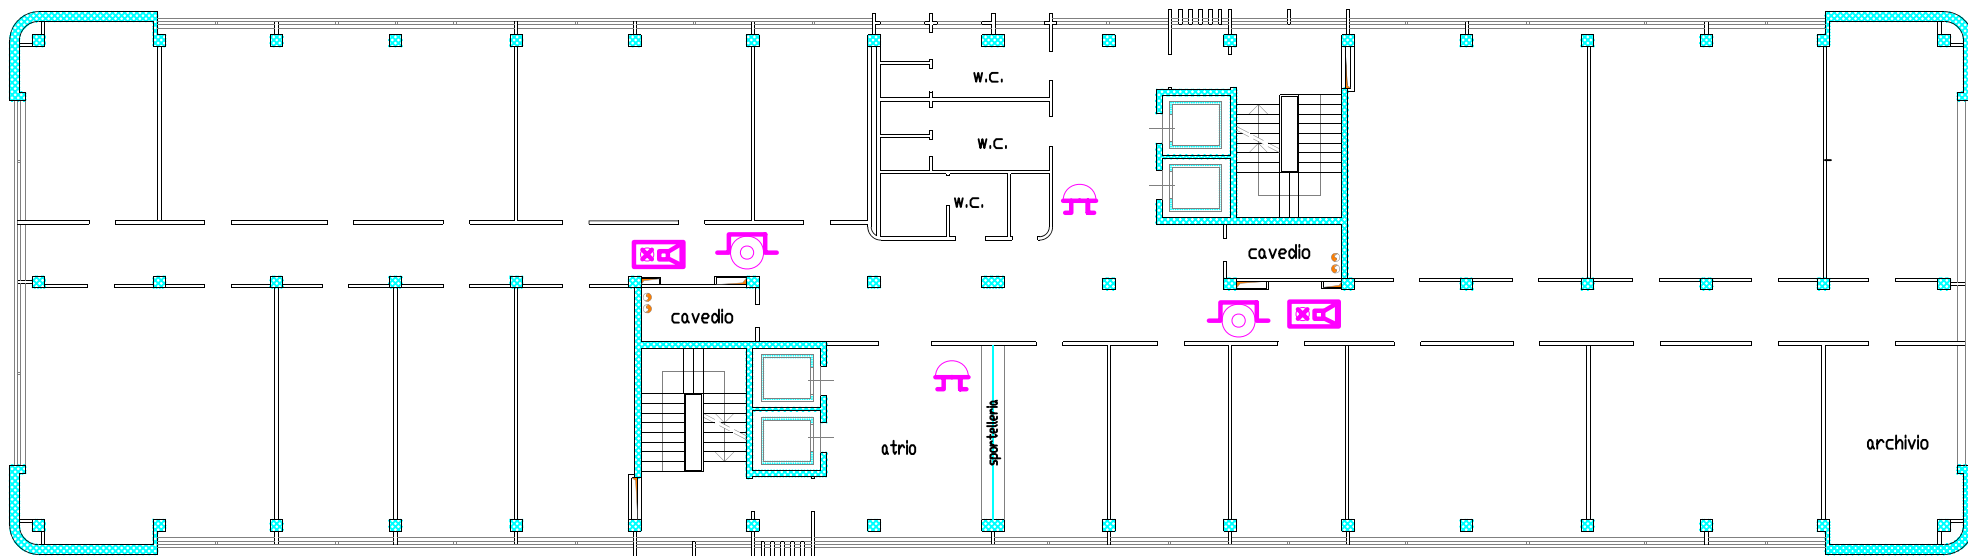 w.c.
w.c.
w.c.
cavedio
cavedio
sportelleria
atrio
archivio